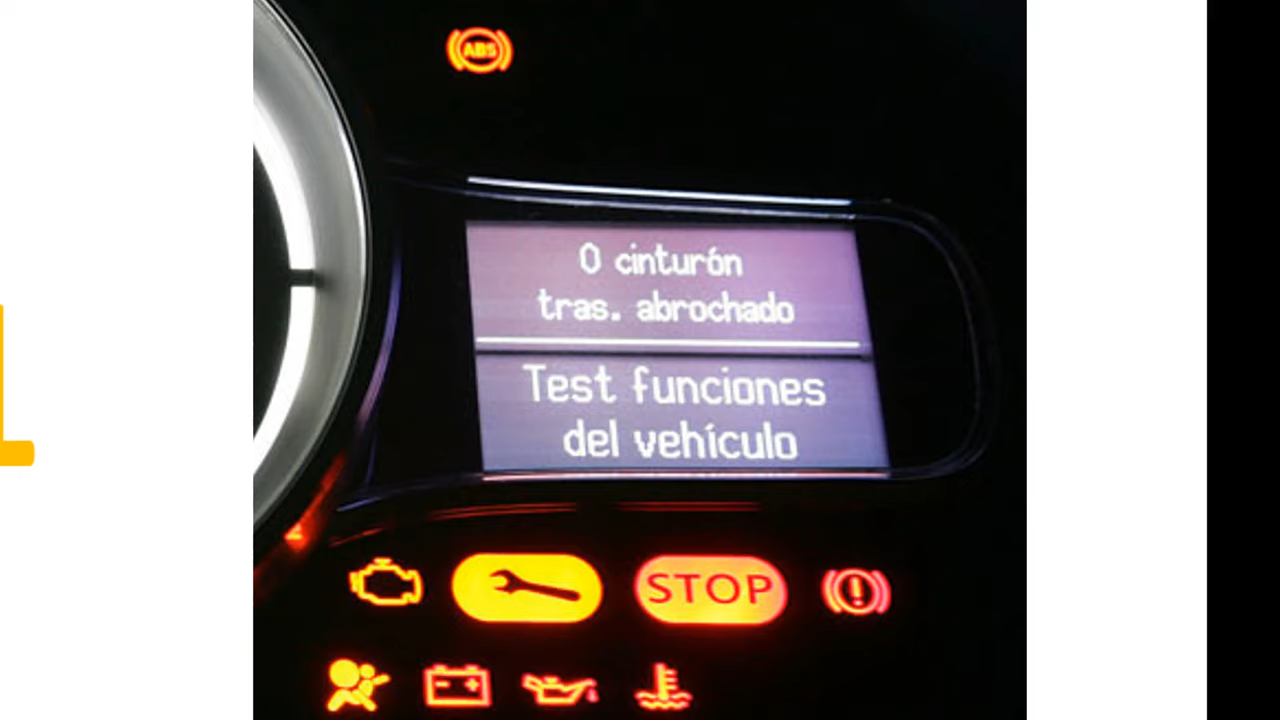 ABS
0 cinturón
tras. abrochado
Test funciones
del vehículo
STOP